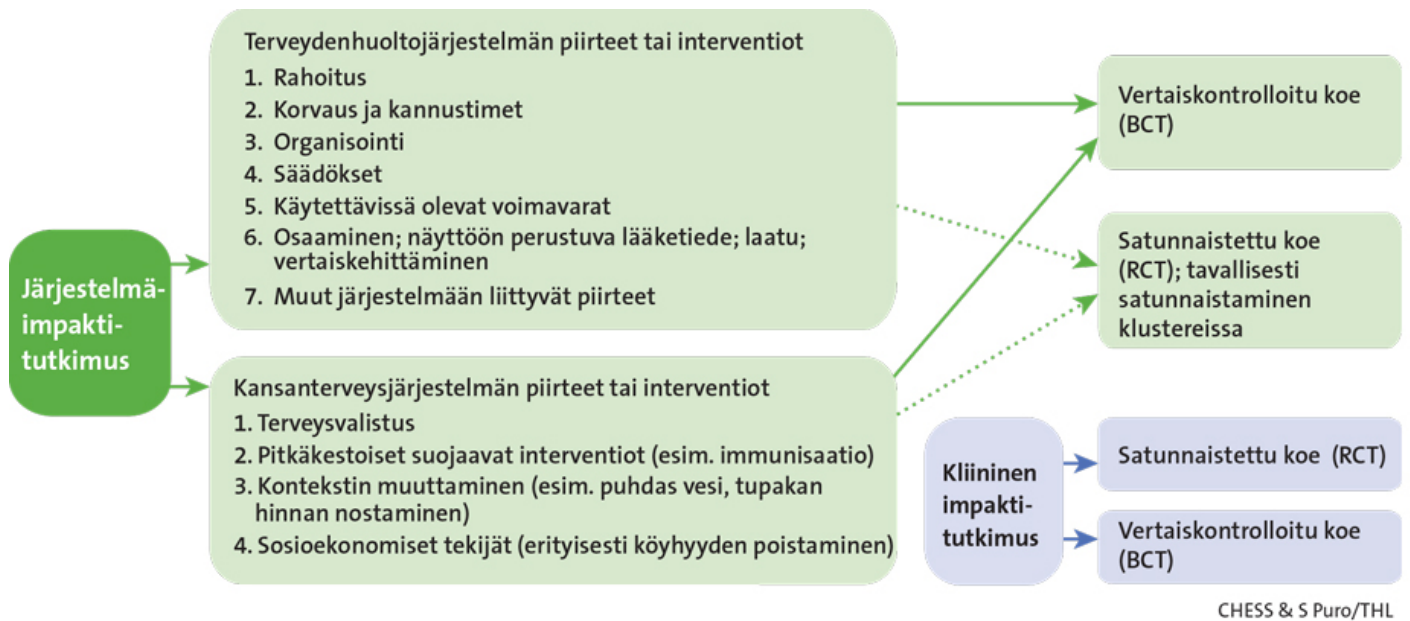 Järjestelmä-
impakti-
tutkimus
Terveydenhuoltojärjestelmän piirteet tai interventiot
1. Rahoitus
2. Korvaus ja kannustimet
3. Organisointi
4. Säädökset
5. Käytettävissä olevat voimavarat
6. Osaaminen; näyttöön perustuva lääketiede; laatu;
vertaiskehittäminen
7. Muut järjestelmään liittyvät piirteet
Kansanterveysjärjestelmän piirteet tai interventiot
1. Terveysvalistus
2. Pitkäkestoiset suojaavat interventiot (esim. immunisaatio)
3. Kontekstin muuttaminen (esim. puhdas vesi, tupakan
hinnan nostaminen)
4. Sosioekonomiset tekijät (erityisesti köyhyyden poistaminen)
Vertaiskontrolloitu koe
(BCT)
Satunnaistettu koe
(RCT); tavallisesti
satunnaistaminen
klustereissa
Kliininen
impakti-
tutkimus
Satunnaistettu koe (RCT)
Vertaiskontrolloitu koe
(BCT)
CHESS & S Puro/THL